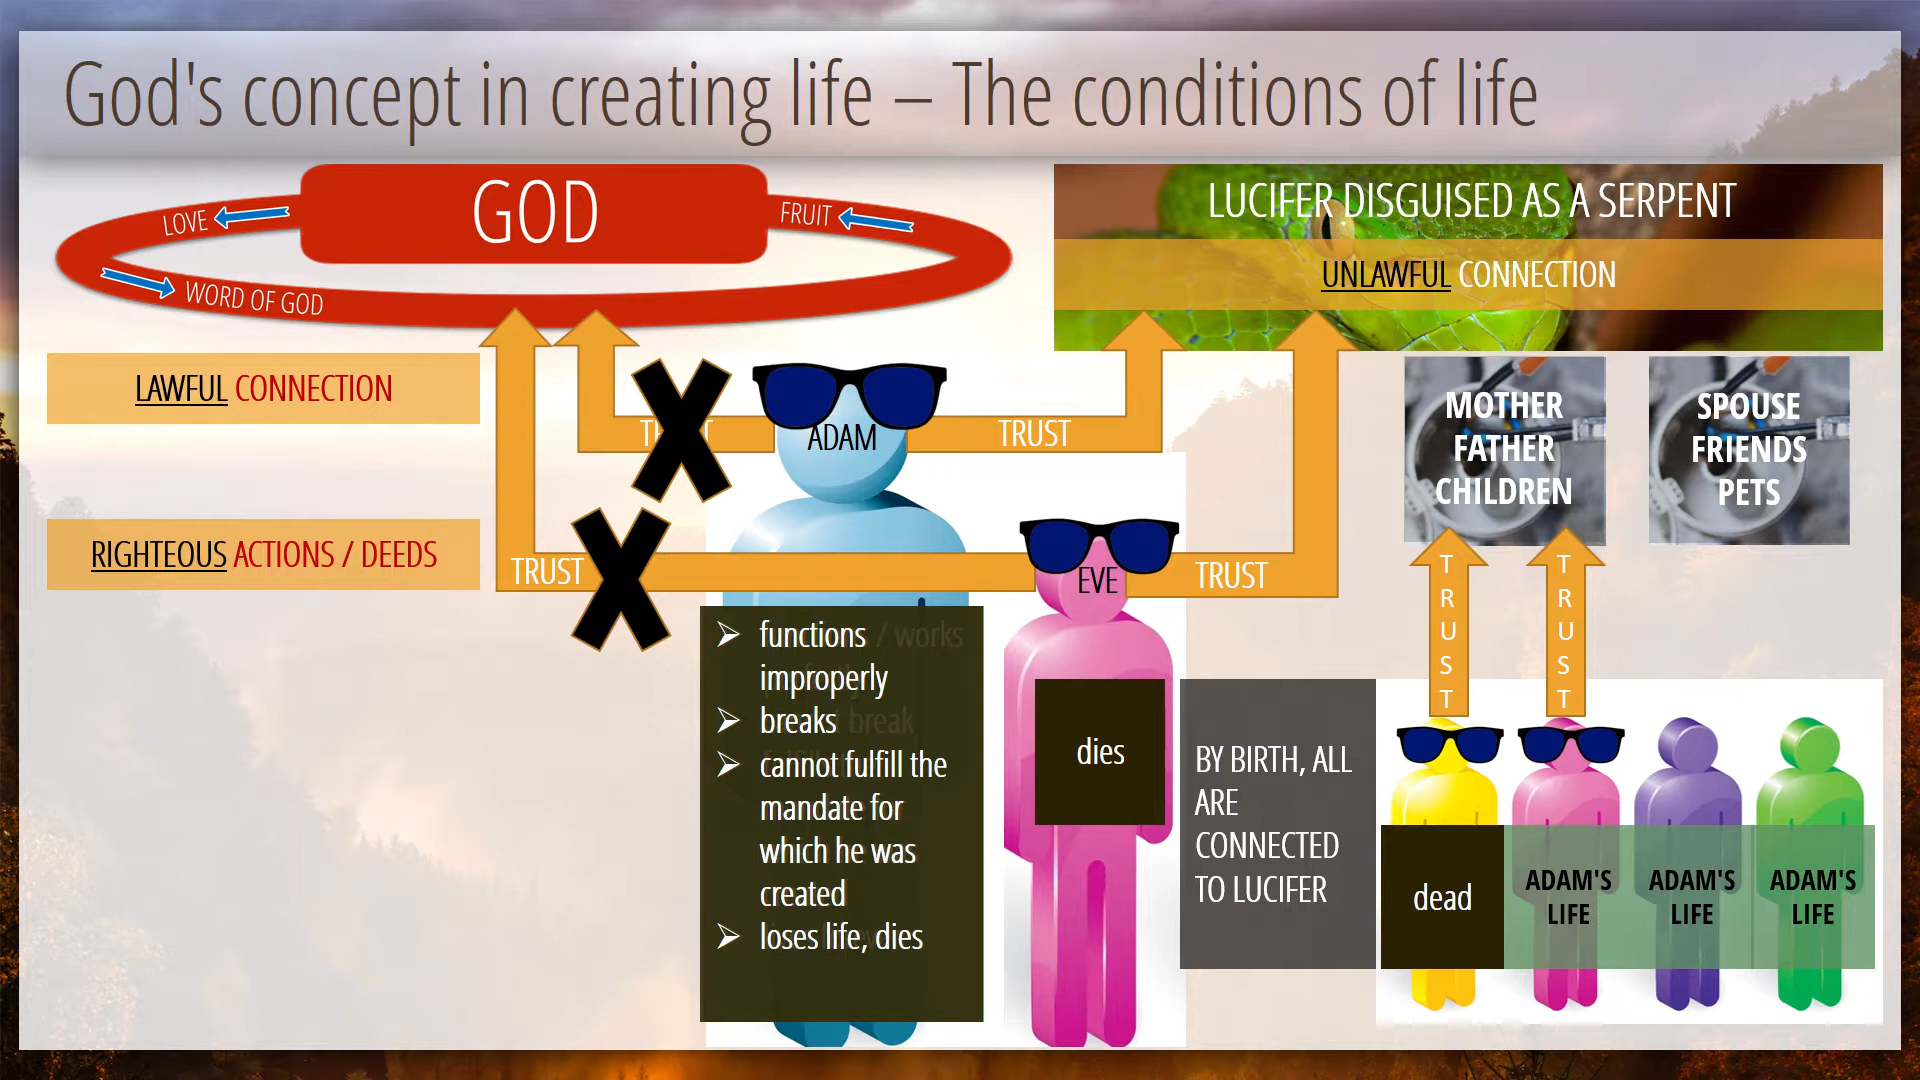 God's concept in creating life – The conditions of life
GOD
LOVE
FRUIT
WORD OF GOD
LUCIFER DISGUISED AS A SERPENT
UNLAWFUL CONNECTION
LAWFUL CONNECTION
RIGHTEOUS ACTIONS / DEEDS
ADAM
TRUST
TRUST
EVE
TRUST
MOTHER
FATHER
CHILDREN
SPOUSE
FRIENDS
PETS
TRUST
TRUST
functions / works
improperly
breaks break
cannot fulfill the
mandate for
which he was
created
loses life, dies
dies
BY BIRTH, ALL
ARE
CONNECTED
TO LUCIFER
dead
ADAM'S
LIFE
ADAM'S
LIFE
ADAM'S
LIFE